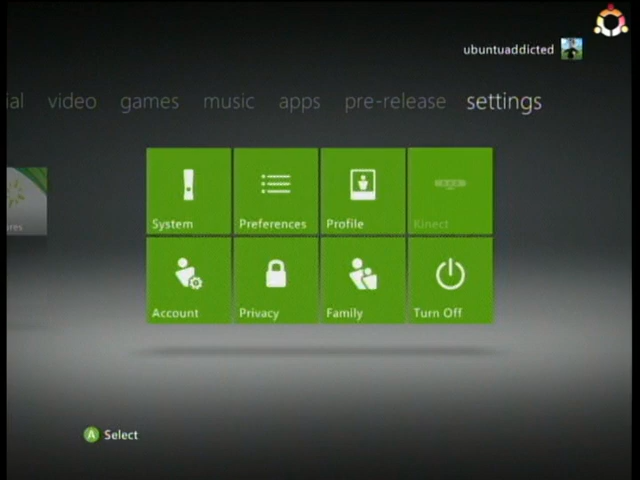 ubuntuaddicted
ial video games music apps pre-release settings
System Preferences Profile Kinect
Account Privacy Family Turn Off
A Select